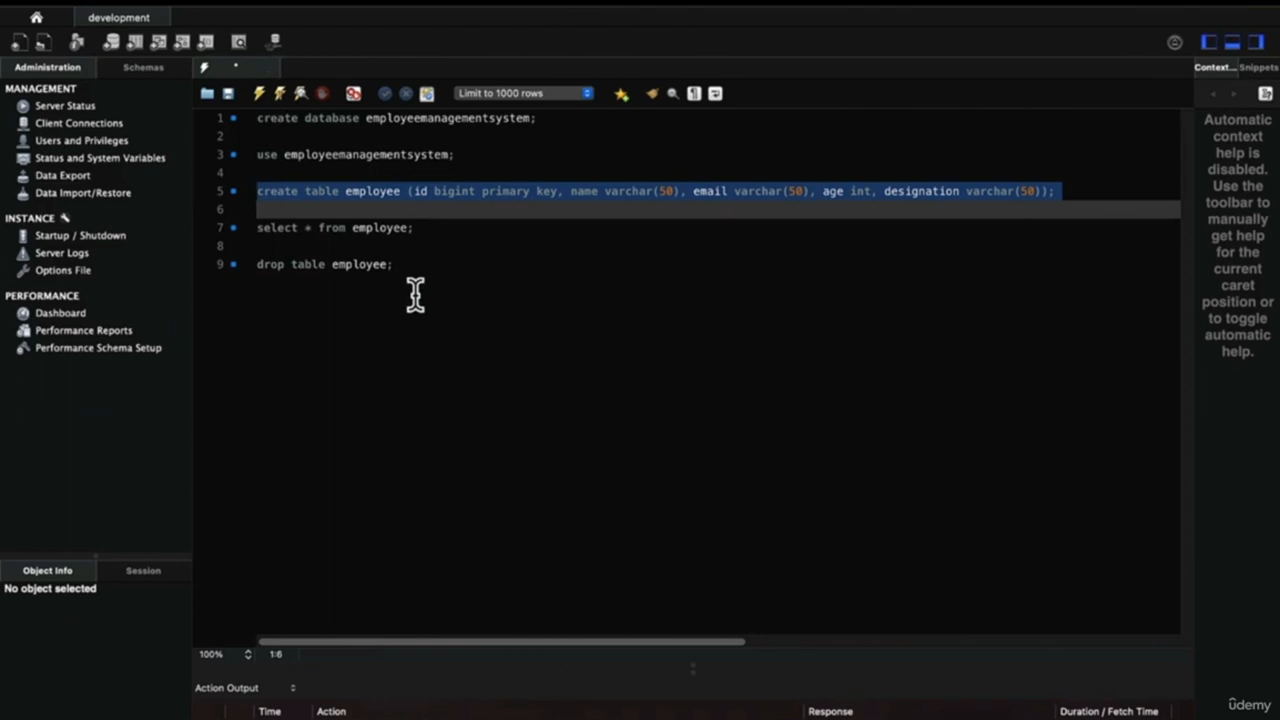 development
Administration
Schemas
Context...
Snippets
MANAGEMENT
Server Status
Client Connections
Users and Privileges
Status and System Variables
Data Export
Data Import/Restore
INSTANCE
Startup / Shutdown
Server Logs
Options File
PERFORMANCE
Dashboard
Performance Reports
Performance Schema Setup
Object Info
Session
No object selected
Limit to 1000 rows
1 create database employeemanagementsystem;
2
3 use employeemanagementsystem;
4
5 create table employee (id bigint primary key, name varchar(50), email varchar(50), age int, designation varchar(50));
6
7 select * from employee;
8
9 drop table employee;
100%
1:6
Action Output
Time
Action
Response
Duration / Fetch Time
Automatic
context
help is
disabled.
Use the
toolbar to
manually
get help
for the
current
caret
position or
to toggle
automatic
help.
ûdemy